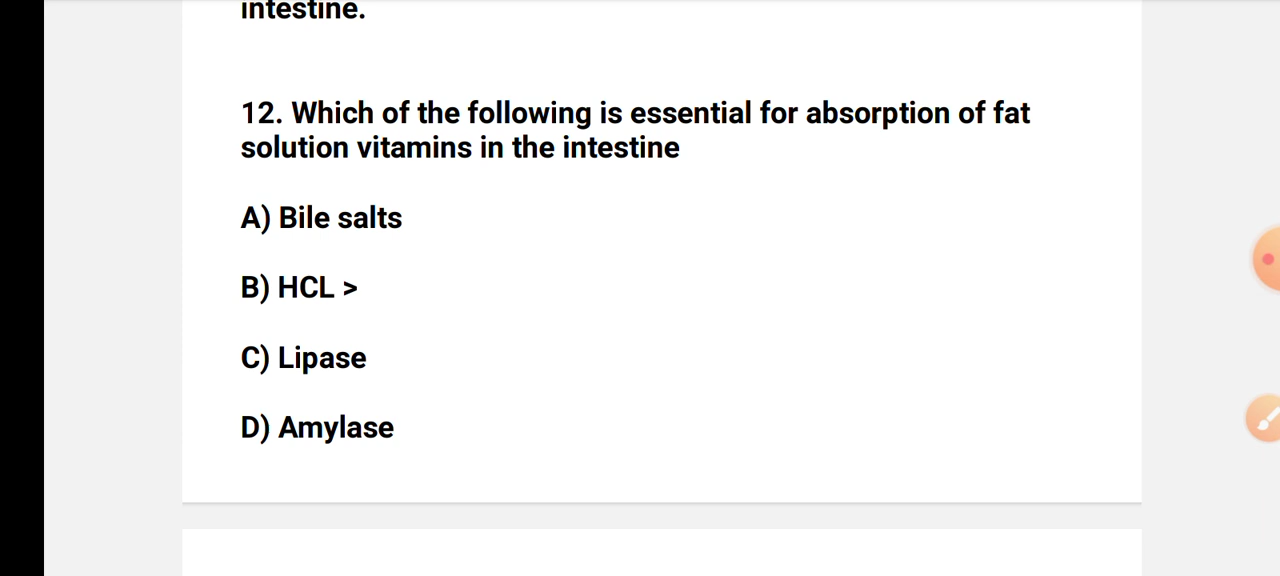 intestine.
12. Which of the following is essential for absorption of fat
solution vitamins in the intestine
A) Bile salts
B) HCL >
C) Lipase
D) Amylase